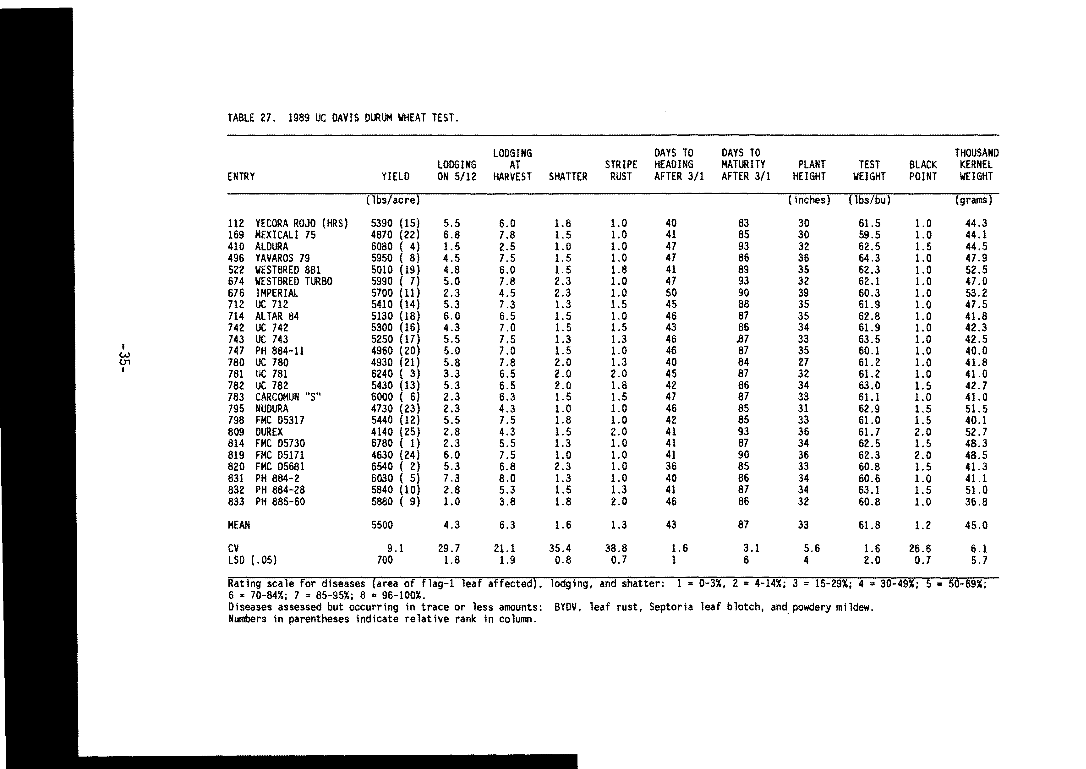 TABLE 27. 1989 UC DAVIS DURUM WHEAT TEST.
LODGING DAYS TO DAYS TO THOUSAND
LODGING AT STRIPE HEADING MATURITY PLANT TEST BLACK KERNEL
ENTRY YIELD ON 5/12 HARVEST SHATTER RUST AFTER 3/1 AFTER 3/1 HEIGHT WEIGHT POINT WEIGHT
(lbs/acre) (inches) (lbs/bu) (grams)
112 YECORA ROJO (HRS) 5390 (15) 5.5 6.0 1.8 1.0 40 83 30 61.5 1.0 44.3
169 MEXICALI 75 4870 (22) 6.8 7.8 1.5 1.0 41 85 30 59.5 1.0 44.1
410 ALDURA 6080 ( 4) 1.5 2.5 1.0 1.0 47 93 32 62.5 1.5 44.5
496 YAVAROS 79 5950 ( 8) 4.5 7.5 1.5 1.0 47 86 36 64.3 1.0 47.9
522 WESTBRED 881 5010 (19) 4.8 6.0 1.5 1.8 41 89 35 62.3 1.0 52.5
674 WESTBRED TURBO 5990 ( 7) 5.0 7.8 2.3 1.0 47 93 32 62.1 1.0 47.0
676 IMPERIAL 5700 (11) 2.3 4.5 2.3 1.0 50 90 39 60.3 1.0 53.2
712 UC 712 5410 (14) 5.3 7.3 1.3 1.5 45 88 35 61.9 1.0 47.5
714 ALTAR 84 5130 (18) 6.0 6.5 1.5 1.0 46 87 35 62.8 1.0 41.8
742 UC 742 5300 (16) 4.3 7.0 1.5 1.5 43 86 34 61.9 1.0 42.3
743 UC 743 5250 (17) 5.5 7.5 1.3 1.3 46 87 33 63.5 1.0 42.5
747 PH 884-11 4960 (20) 5.0 7.0 1.5 1.0 46 87 35 60.1 1.0 40.0
780 UC 780 4930 (21) 5.8 7.8 2.0 1.3 40 84 27 61.2 1.0 41.8
781 UC 781 6240 ( 3) 3.3 6.5 2.0 2.0 45 87 32 61.2 1.0 41.0
782 UC 782 5430 (13) 5.3 6.5 2.0 1.8 42 86 34 63.0 1.5 42.7
783 CARCOMUN "S" 6000 ( 6) 2.3 6.3 1.5 1.5 47 87 33 61.1 1.0 41.0
795 NUDURA 4730 (23) 2.3 4.3 1.0 1.0 46 85 31 62.9 1.5 51.5
798 FMC D5317 5440 (12) 5.5 7.5 1.8 1.0 42 85 33 61.0 1.5 40.1
809 DUREX 4140 (25) 2.8 4.3 1.5 2.0 41 93 36 61.7 2.0 52.7
814 FMC D5730 6780 ( 1) 2.3 5.5 1.3 1.0 41 87 34 62.5 1.5 48.3
819 FMC D5171 4630 (24) 6.0 7.5 1.0 1.0 41 90 36 62.3 2.0 48.5
820 FMC D5681 6540 ( 2) 5.3 6.8 2.3 1.0 36 85 33 60.8 1.5 41.3
831 PH 884-2 6030 ( 5) 7.3 8.0 1.3 1.0 40 86 34 60.6 1.0 41.1
832 PH 884-28 5840 (10) 2.8 5.3 1.5 1.3 41 87 34 63.1 1.5 51.0
833 PH 885-60 5880 ( 9) 1.0 3.8 1.8 2.0 46 86 32 60.8 1.0 36.8
MEAN 5500 4.3 6.3 1.6 1.3 43 87 33 61.8 1.2 45.0
CV 9.1 29.7 21.1 35.4 38.8 1.6 3.1 5.6 1.6 26.6 6.1
LSD (.05) 700 1.8 1.9 0.8 0.7 1 6 4 2.0 0.7 5.7
Rating scale for diseases (area of flag-1 leaf affected), lodging, and shatter: 1 = 0-3%, 2 = 4-14%; 3 = 15-29%; 4 = 30-49%; 5 = 50-69%;
6 = 70-84%; 7 = 85-95%; 8 = 96-100%.
Diseases assessed but occurring in trace or less amounts: BYDV, leaf rust, Septoria leaf blotch, and powdery mildew.
Numbers in parentheses indicate relative rank in column.
-35-